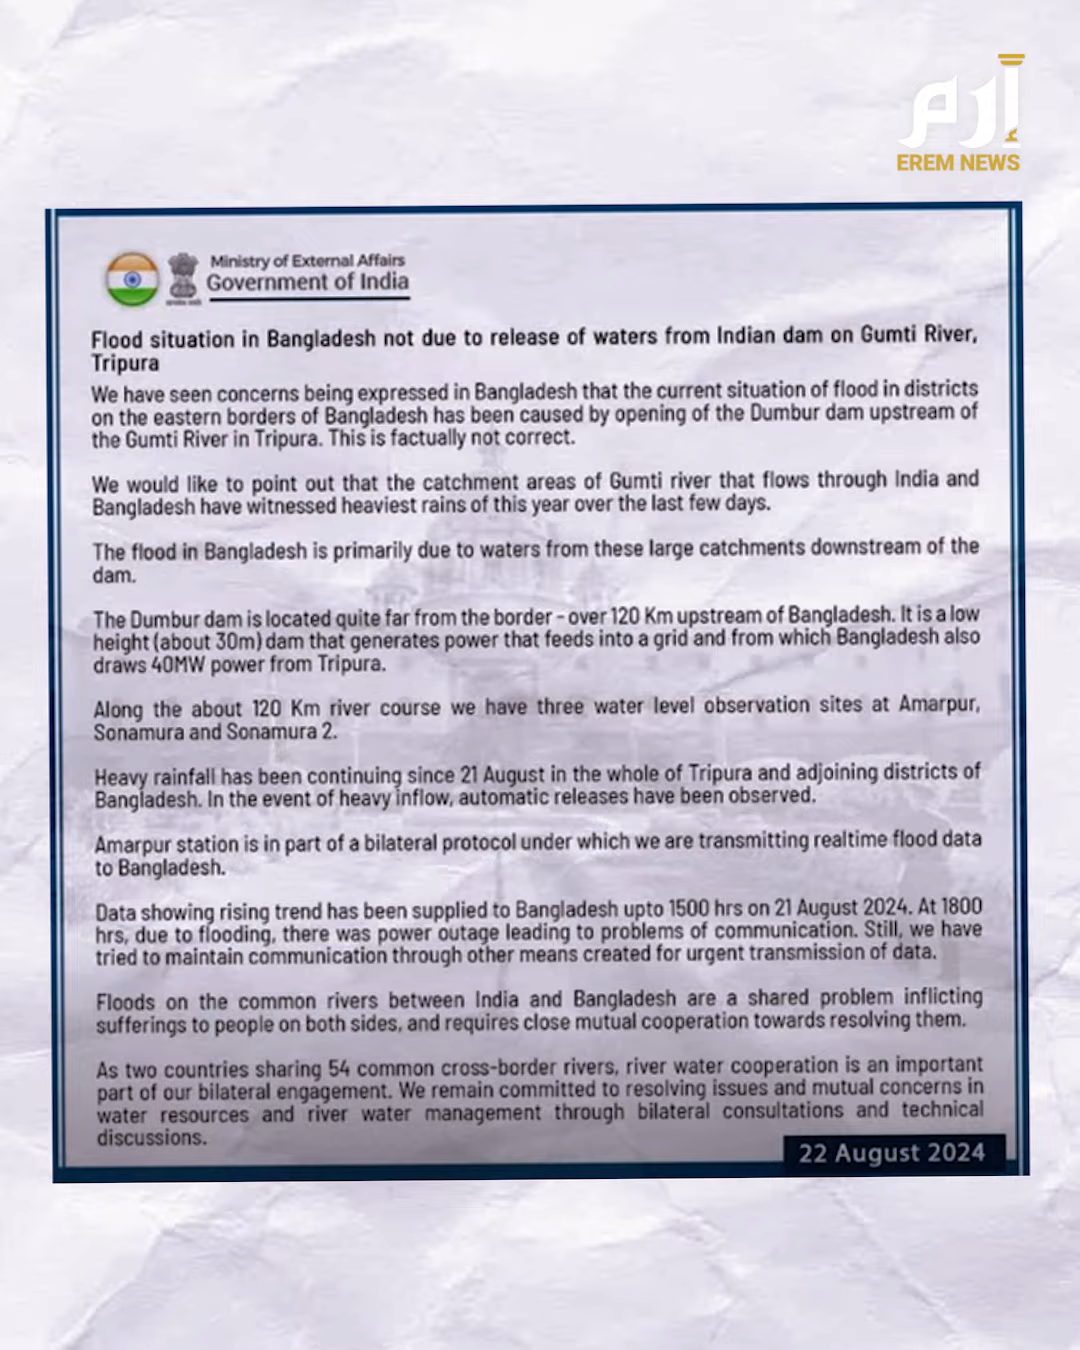 إرم
EREM NEWS
Ministry of External Affairs
Government of India
Flood situation in Bangladesh not due to release of waters from Indian dam on Gumti River,
Tripura
We have seen concerns being expressed in Bangladesh that the current situation of flood in districts
on the eastern borders of Bangladesh has been caused by opening of the Dumbur dam upstream of
the Gumti River in Tripura. This is factually not correct.
We would like to point out that the catchment areas of Gumti river that flows through India and
Bangladesh have witnessed heaviest rains of this year over the last few days.
The flood in Bangladesh is primarily due to waters from these large catchments downstream of the
dam.
The Dumbur dam is located quite far from the border - over 120 Km upstream of Bangladesh. It is a low
height (about 30m) dam that generates power that feeds into a grid and from which Bangladesh also
draws 40MW power from Tripura.
Along the about 120 Km river course we have three water level observation sites at Amarpur,
Sonamura and Sonamura 2.
Heavy rainfall has been continuing since 21 August in the whole of Tripura and adjoining districts of
Bangladesh. In the event of heavy inflow, automatic releases have been observed.
Amarpur station is in part of a bilateral protocol under which we are transmitting realtime flood data
to Bangladesh.
Data showing rising trend has been supplied to Bangladesh upto 1500 hrs on 21 August 2024. At 1800
hrs, due to flooding, there was power outage leading to problems of communication. Still, we have
tried to maintain communication through other means created for urgent transmission of data.
Floods on the common rivers between India and Bangladesh are a shared problem inflicting
sufferings to people on both sides, and requires close mutual cooperation towards resolving them.
As two countries sharing 54 common cross-border rivers, river water cooperation is an important
part of our bilateral engagement. We remain committed to resolving issues and mutual concerns in
water resources and river water management through bilateral consultations and technical
discussions.
22 August 2024